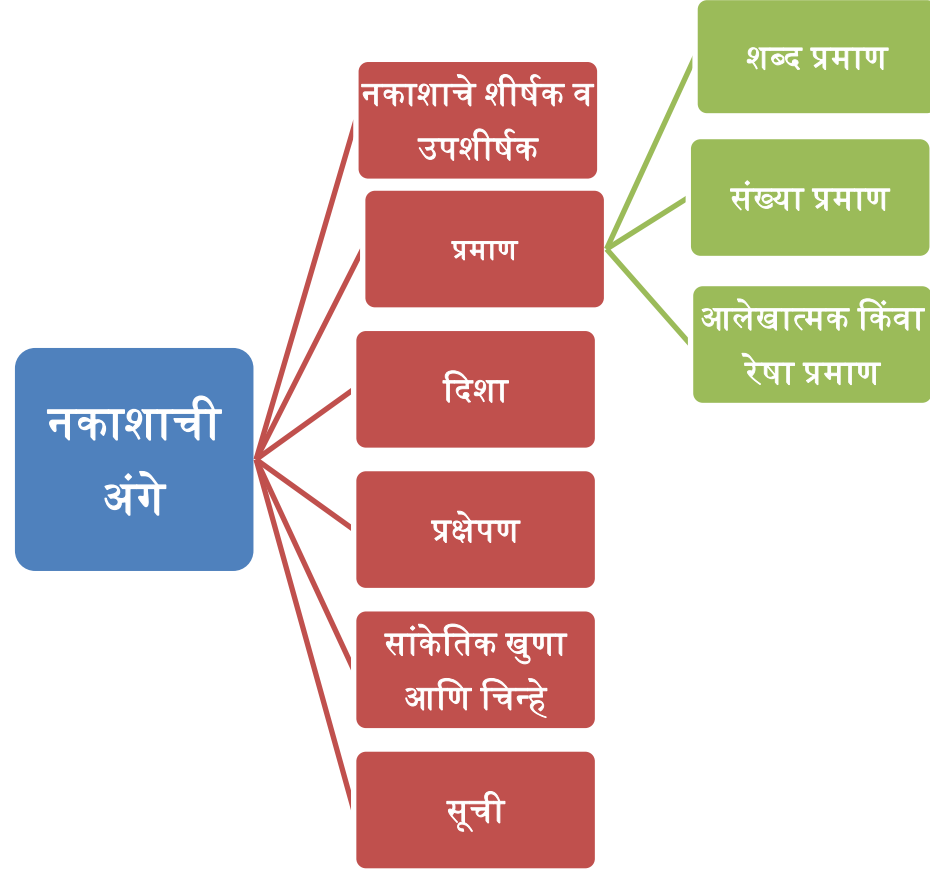 नकाशाची
अंगे
नकाशाचे शीर्षक व
उपशीर्षक
प्रमाण
दिशा
प्रक्षेपण
सांकेतिक खुणा
आणि चिन्हे
सूची
शब्द प्रमाण
संख्या प्रमाण
आलेखात्मक किंवा
रेषा प्रमाण